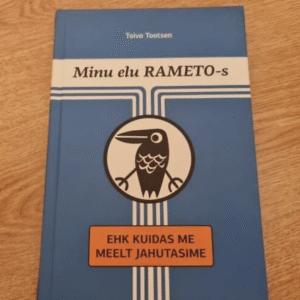 Toivo Tootsen
Minu elu RAMETO-s
EHK KUIDAS ME
MEELT JAHUTASIME